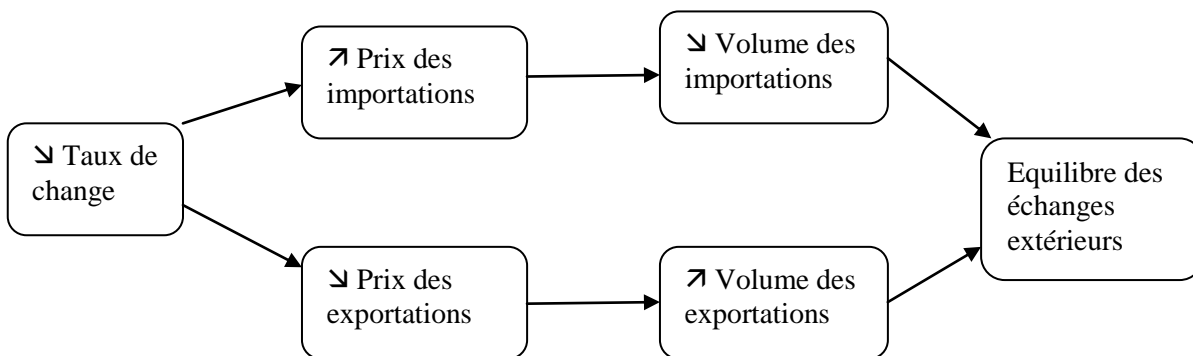 ↘ Taux de
change
↗ Prix des
importations
↘ Volume des
importations
↘ Prix des
exportations
↗ Volume des
exportations
Equilibre des
échanges
extérieurs